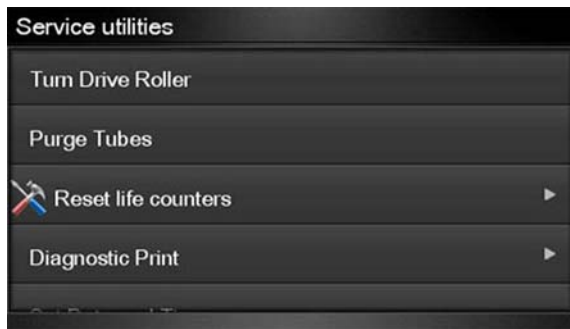 Service utilities
Turn Drive Roller
Purge Tubes
Reset life counters
Diagnostic Print